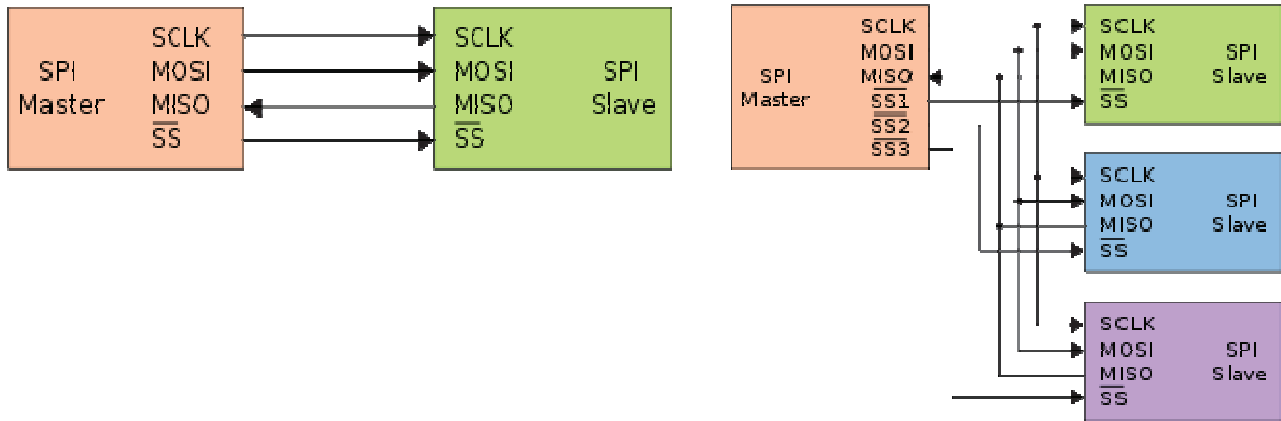 SCLK
SPI MOSI
Master MISO
SS
SCLK
MOSI SPI
MISO Slave
SS
SCLK
MOSI
SPI MISO
Master SS1
SS2
SS3
SCLK
MOSI SPI
MISO Slave
SS
SCLK
MOSI SPI
MISO Slave
SS
SCLK
MOSI SPI
MISO Slave
SS